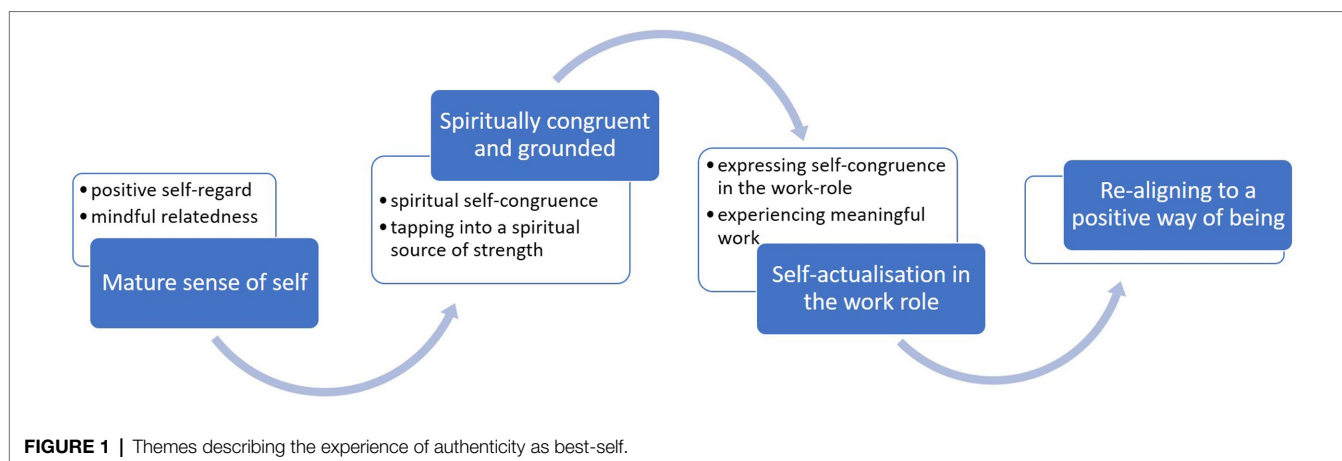 • positive self-regard
• mindful relatedness
Mature sense of self
Spiritually congruent
and grounded
• spiritual self-congruence
• tapping into a spiritual
source of strength
• expressing self-congruence
in the work-role
• experiencing meaningful
work
Self-actualisation in
the work role
Re-aligning to a
positive way of being
FIGURE 1 | Themes describing the experience of authenticity as best-self.